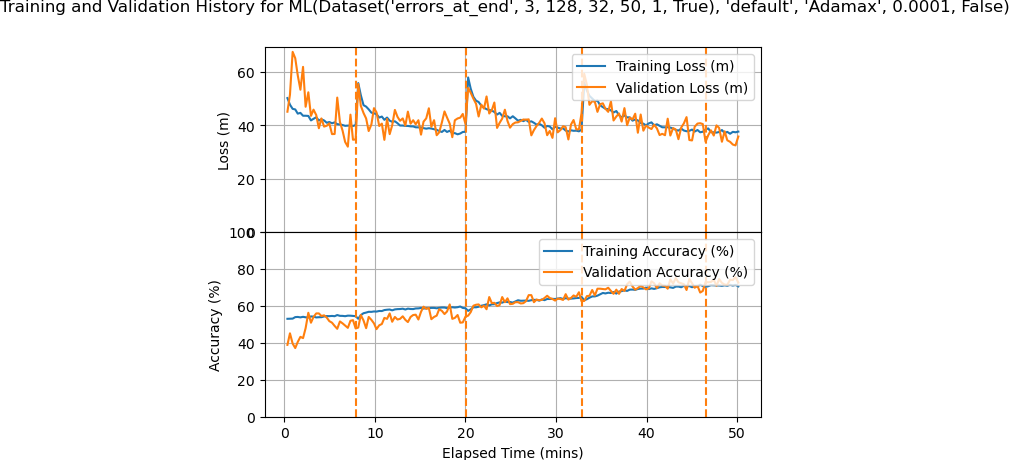 Training and Validation History for ML(Dataset('errors_at_end', 3, 128, 32, 50, 1, True), 'default', 'Adamax', 0.0001, False)
60
40
20
0
Loss (m)
Training Loss (m)
Validation Loss (m)
100
80
60
40
20
0
Accuracy (%)
Training Accuracy (%)
Validation Accuracy (%)
0 10 20 30 40 50
Elapsed Time (mins)